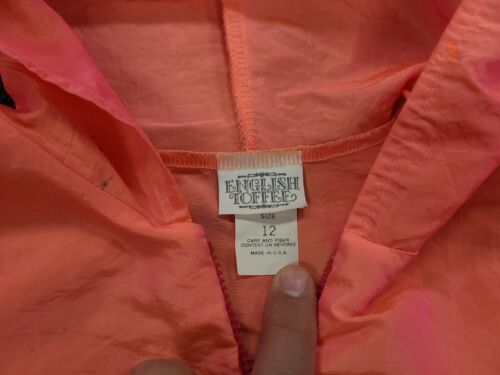 ENGLISH
TOFFEE
SIZE
12
CARE AND FIBER
CONTENT ON REVERSE
MADE IN U.S.A.